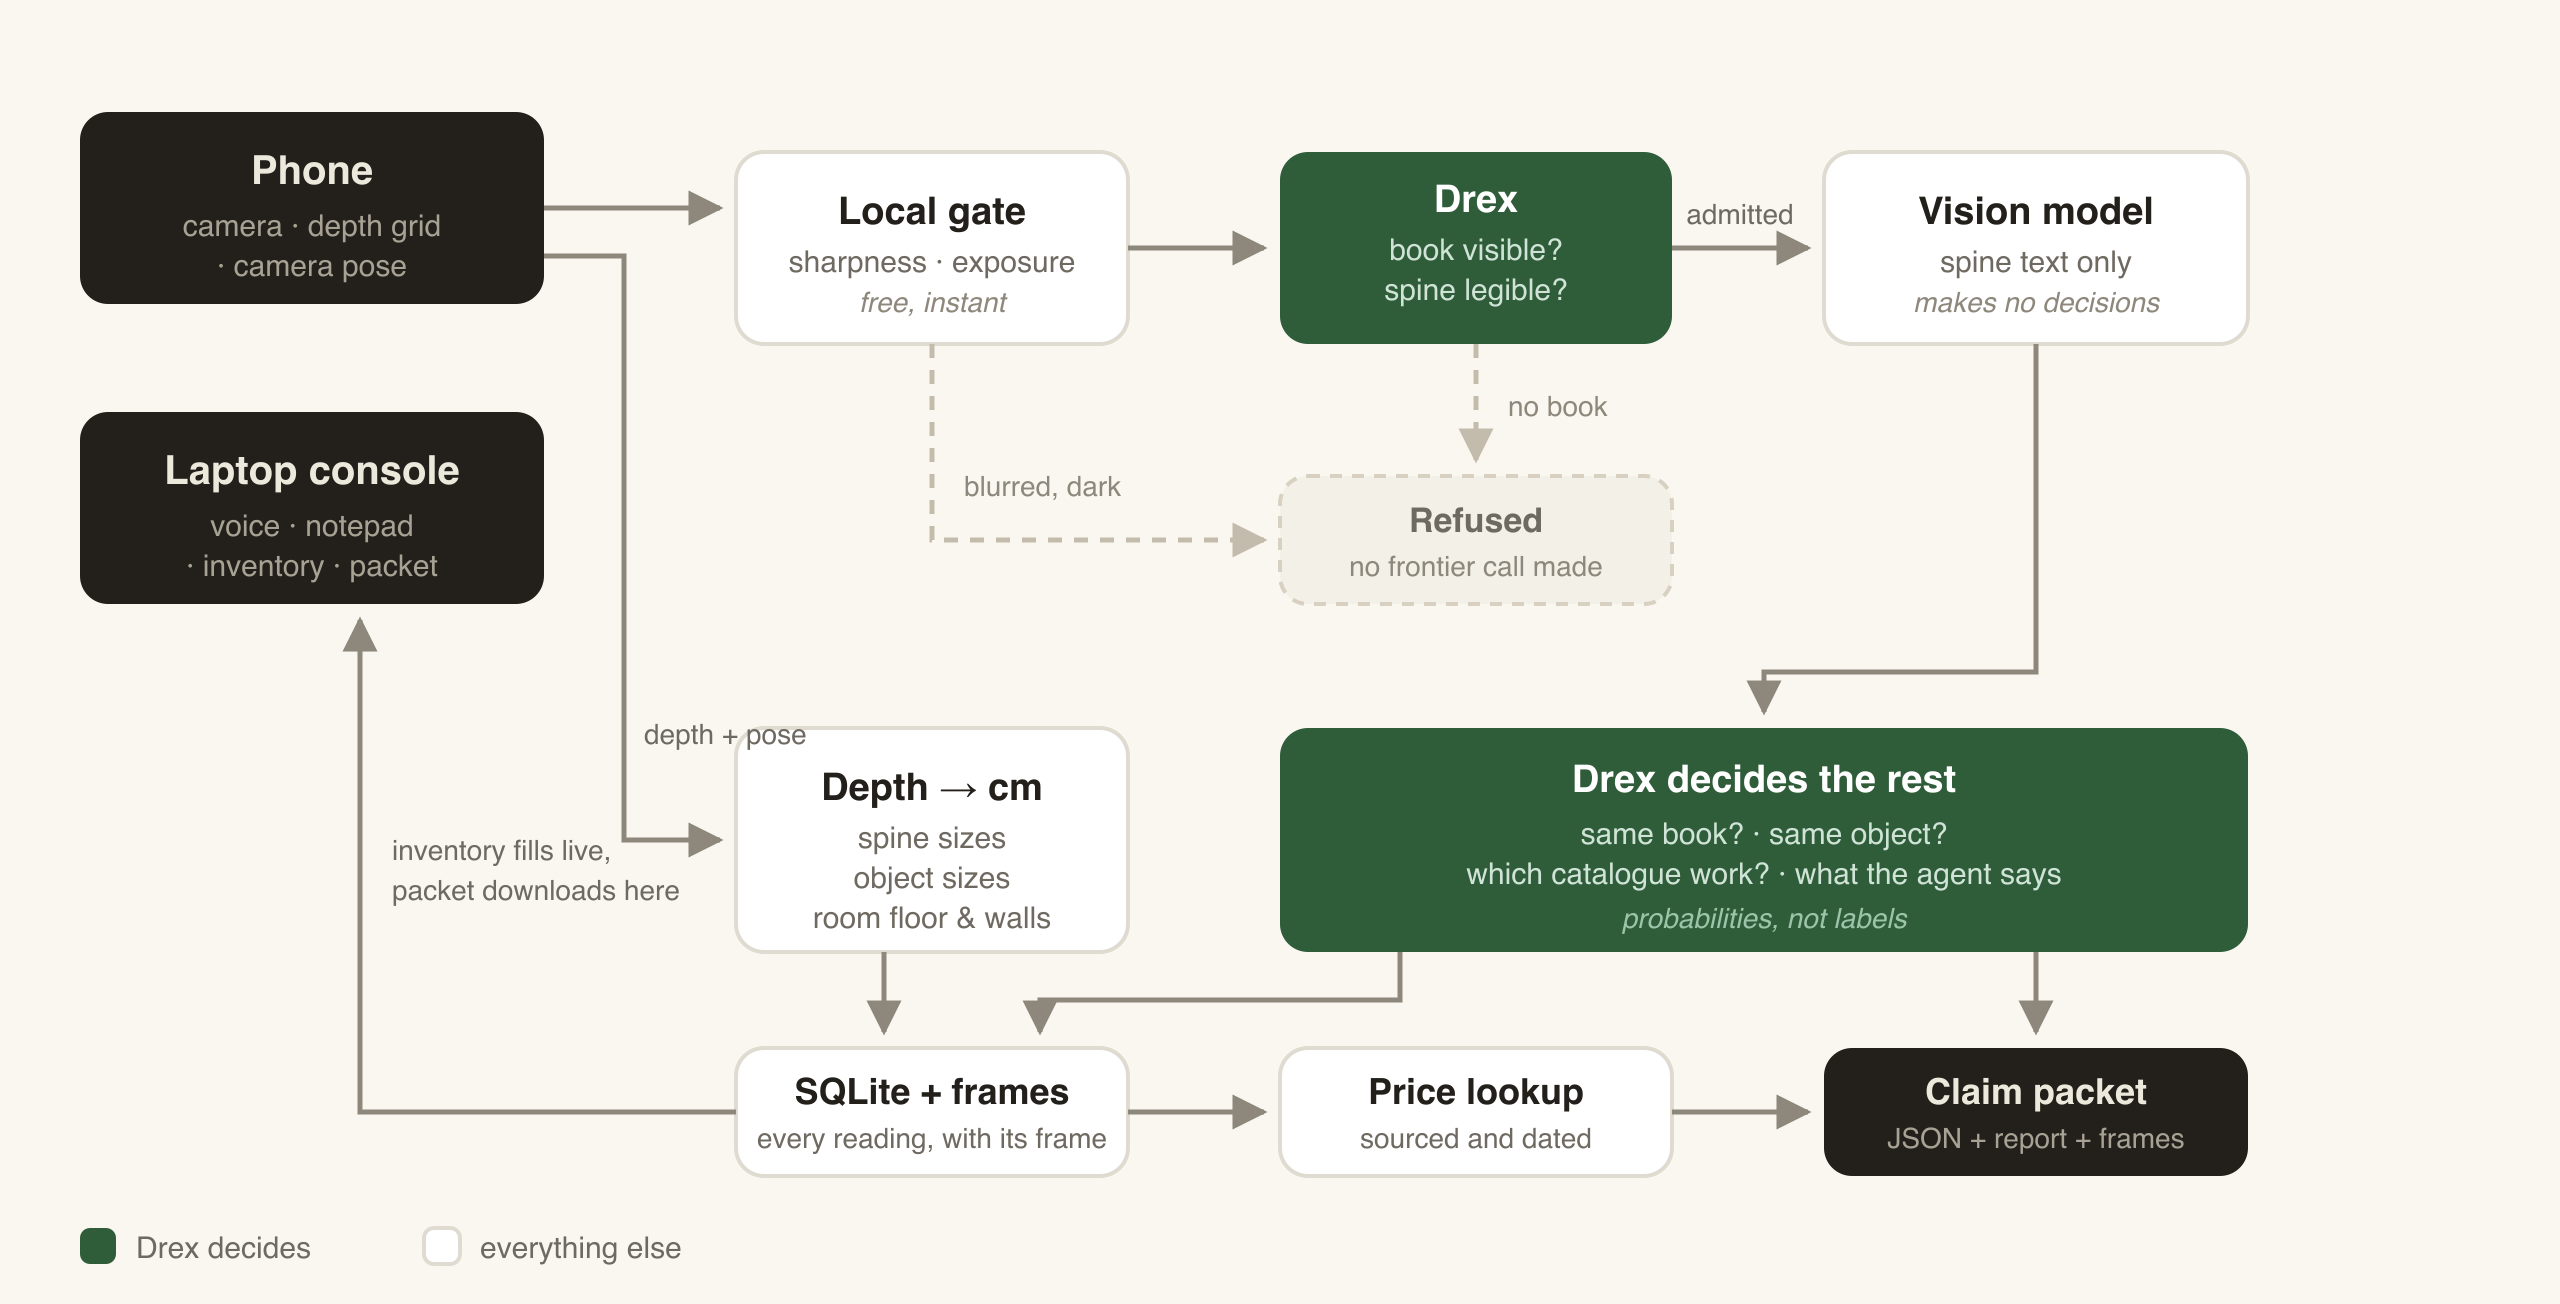 Phone
camera · depth grid
· camera pose
Local gate
sharpness · exposure
free, instant
Drex
book visible?
spine legible?
admitted
Vision model
spine text only
makes no decisions
Laptop console
voice · notepad
· inventory · packet
blurred, dark
no book
Refused
no frontier call made
depth + pose
Depth → cm
spine sizes
object sizes
room floor & walls
inventory fills live,
packet downloads here
Drex decides the rest
same book? · same object?
which catalogue work? · what the agent says
probabilities, not labels
SQLite + frames
every reading, with its frame
Price lookup
sourced and dated
Claim packet
JSON + report + frames
Drex decides
everything else